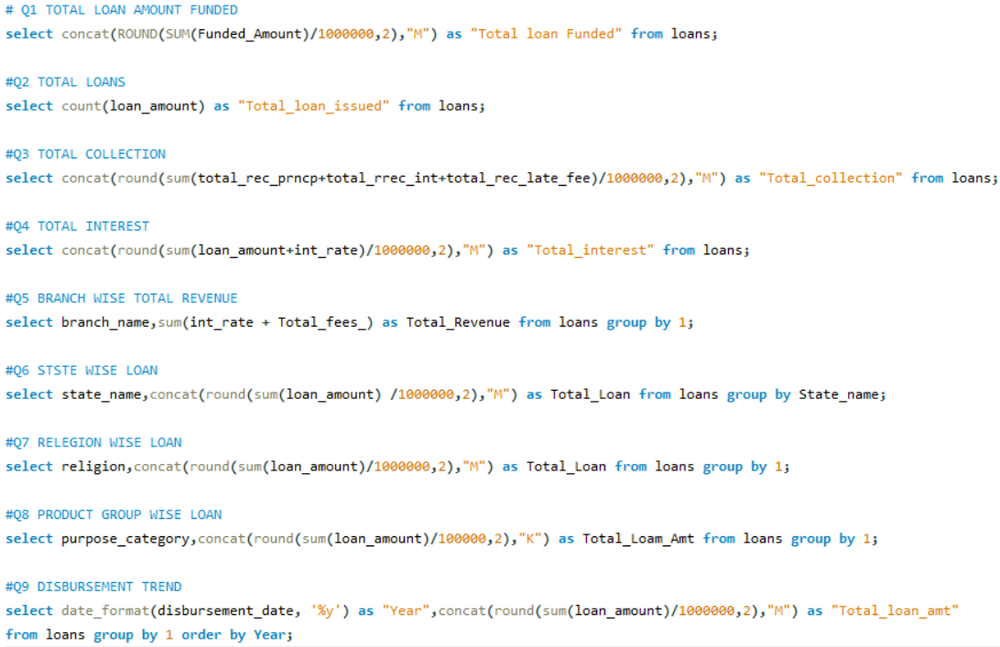 # Q1 TOTAL LOAN AMOUNT FUNDED
select concat(ROUND(SUM(Funded_Amount)/1000000,2),"M") as "Total loan Funded" from loans;
#Q2 TOTAL LOANS
select count(loan_amount) as "Total_loan_issued" from loans;
#Q3 TOTAL COLLECTION
select concat(round(sum(total_rec_prncp+total_rrec_int+total_rec_late_fee)/1000000,2),"M") as "Total_collection" from loans;
#Q4 TOTAL INTEREST
select concat(round(sum(loan_amount+int_rate)/1000000,2),"M") as "Total_interest" from loans;
#Q5 BRANCH WISE TOTAL REVENUE
select branch_name,sum(int_rate + Total_fees_) as Total_Revenue from loans group by 1;
#Q6 STSTE WISE LOAN
select state_name,concat(round(sum(loan_amount) /1000000,2),"M") as Total_Loan from loans group by State_name;
#Q7 RELEGION WISE LOAN
select religion,concat(round(sum(loan_amount)/1000000,2),"M") as Total_Loan from loans group by 1;
#Q8 PRODUCT GROUP WISE LOAN
select purpose_category,concat(round(sum(loan_amount)/100000,2),"K") as Total_Loam_Amt from loans group by 1;
#Q9 DISBURSEMENT TREND
select date_format(disbursement_date, '%y') as "Year",concat(round(sum(loan_amount)/1000000,2),"M") as "Total_loan_amt"
from loans group by 1 order by Year;